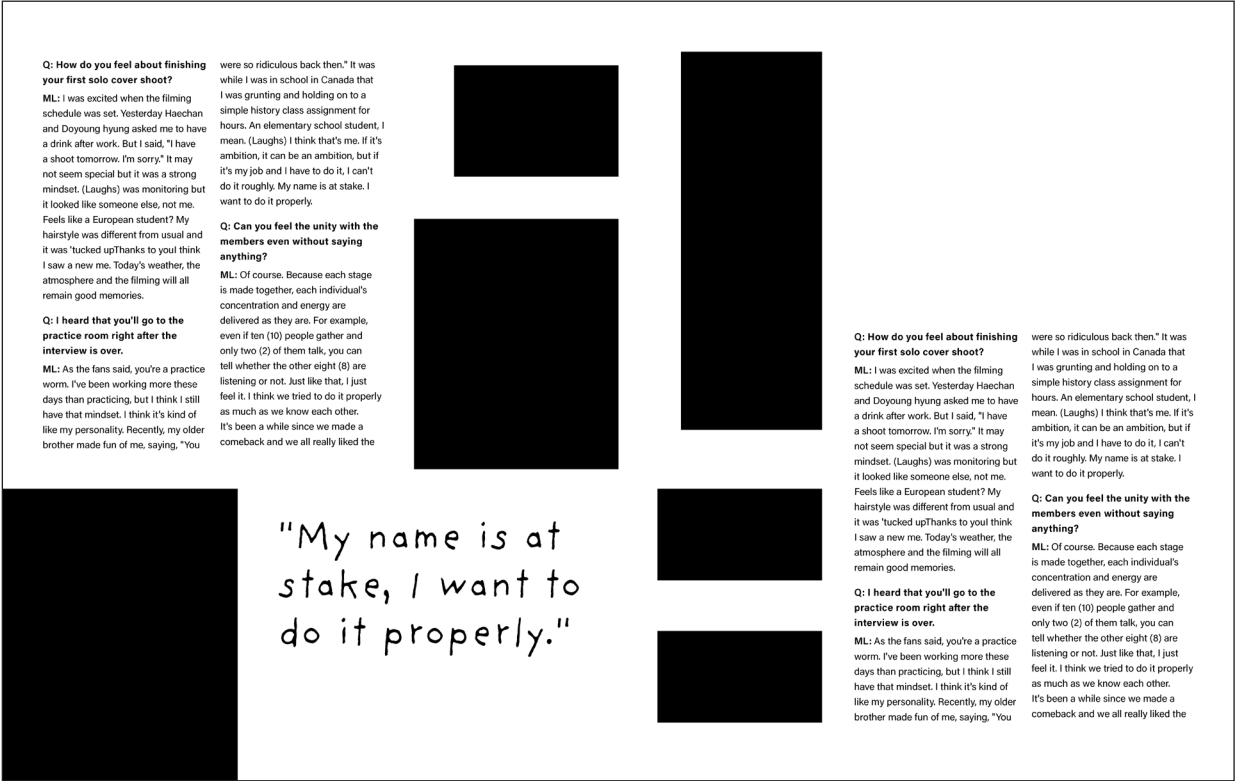 Q: How do you feel about finishing
your first solo cover shoot?
ML: I was excited when the filming
schedule was set. Yesterday Haechan
and Doyoung hyung asked me to have
a drink after work. But I said, "I have
a shoot tomorrow. I'm sorry." It may
not seem special but it was a strong
mindset. (Laughs) was monitoring but
it looked like someone else, not me.
Feels like a European student? My
hairstyle was different from usual and
it was 'tucked upThanks to youI think
I saw a new me. Today's weather, the
atmosphere and the filming will all
remain good memories.
Q: I heard that you'll go to the
practice room right after the
interview is over.
ML: As the fans said, you're a practice
worm. I've been working more these
days than practicing, but I think I still
have that mindset. I think it's kind of
like my personality. Recently, my older
brother made fun of me, saying, "You
were so ridiculous back then." It was
while I was in school in Canada that
I was grunting and holding on to a
simple history class assignment for
hours. An elementary school student, I
mean. (Laughs) I think that's me. If it's
ambition, it can be an ambition, but if
it's my job and I have to do it, I can't
do it roughly. My name is at stake. I
want to do it properly.
Q: Can you feel the unity with the
members even without saying
anything?
ML: Of course. Because each stage
is made together, each individual's
concentration and energy are
delivered as they are. For example,
even if ten (10) people gather and
only two (2) of them talk, you can
tell whether the other eight (8) are
listening or not. Just like that, I just
feel it. I think we tried to do it properly
as much as we know each other.
It's been a while since we made a
comeback and we all really liked the
"My name is at
stake, I want to
do it properly."
Q: How do you feel about finishing
your first solo cover shoot?
ML: I was excited when the filming
schedule was set. Yesterday Haechan
and Doyoung hyung asked me to have
a drink after work. But I said, "I have
a shoot tomorrow. I'm sorry." It may
not seem special but it was a strong
mindset. (Laughs) was monitoring but
it looked like someone else, not me.
Feels like a European student? My
hairstyle was different from usual and
it was 'tucked upThanks to youI think
I saw a new me. Today's weather, the
atmosphere and the filming will all
remain good memories.
Q: I heard that you'll go to the
practice room right after the
interview is over.
ML: As the fans said, you're a practice
worm. I've been working more these
days than practicing, but I think I still
have that mindset. I think it's kind of
like my personality. Recently, my older
brother made fun of me, saying, "You
were so ridiculous back then." It was
while I was in school in Canada that
I was grunting and holding on to a
simple history class assignment for
hours. An elementary school student, I
mean. (Laughs) I think that's me. If it's
ambition, it can be an ambition, but if
it's my job and I have to do it, I can't
do it roughly. My name is at stake. I
want to do it properly.
Q: Can you feel the unity with the
members even without saying
anything?
ML: Of course. Because each stage
is made together, each individual's
concentration and energy are
delivered as they are. For example,
even if ten (10) people gather and
only two (2) of them talk, you can
tell whether the other eight (8) are
listening or not. Just like that, I just
feel it. I think we tried to do it properly
as much as we know each other.
It's been a while since we made a
comeback and we all really liked the